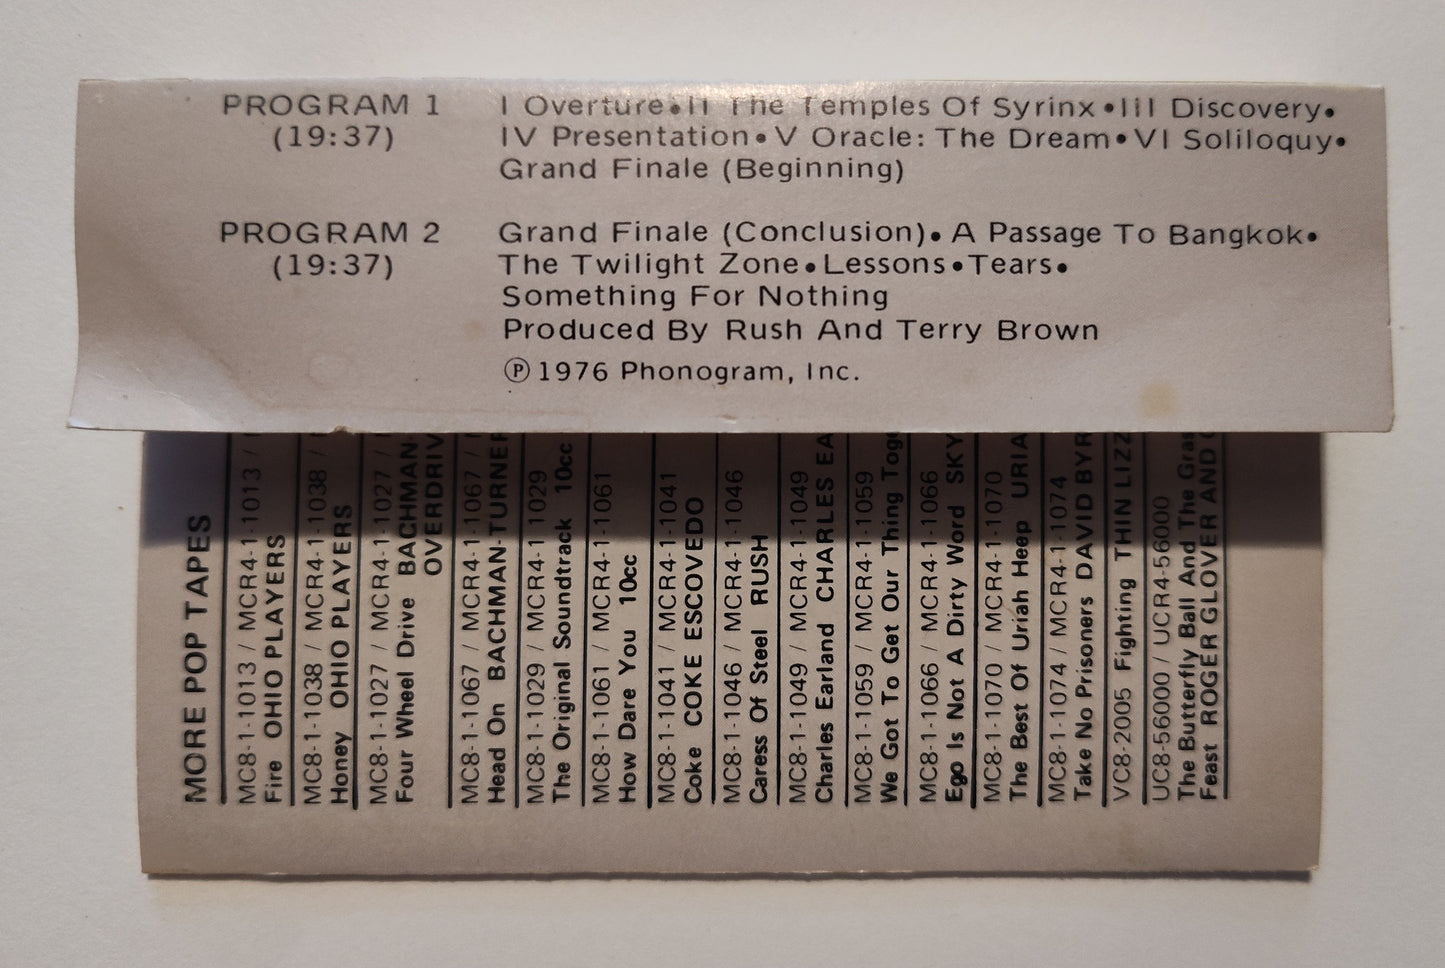 PROGRAM 1 I Overture•II The Temples Of Syrinx•III Discovery•
(19:37) IV Presentation•V Oracle: The Dream•VI Soliloquy•
Grand Finale (Beginning)
PROGRAM 2 Grand Finale (Conclusion)•A Passage To Bangkok•
(19:37) The Twilight Zone•Lessons•Tears•
Something For Nothing
Produced By Rush And Terry Brown
Ⓟ1976 Phonogram, Inc.
MORE POP TAPES
MC8-1-1013 / MCR4-1-1013 /
Fire OHIO PLAYERS
MC8-1-1038 / MCR4-1-1038 /
Honey OHIO PLAYERS
MC8-1-1027 / MCR4-1-1027 /
Four Wheel Drive BACHMAN-
OVERDRIV
MC8-1-1067 / MCR4-1-1067 /
Head On BACHMAN-TURNER
MC8-1-1029 / MCR4-1-1029
The Original Soundtrack 10cc
MC8-1-1061 / MCR4-1-1061
How Dare You 10cc
MC8-1-1041 / MCR4-1-1041
Coke COKE ESCOVEDO
MC8-1-1046 / MCR4-1-1046
Caress Of Steel RUSH
MC8-1-1049 / MCR4-1-1049
Charles Earland CHARLES EA
MC8-1-1059 / MCR4-1-1059
We Got To Get Our Thing Tog
MC8-1-1066 / MCR4-1-1066
Ego Is Not A Dirty Word SKY
MC8-1-1070 / MCR4-1-1070
The Best Of Uriah Heep URIA
MC8-1-1074 / MCR4-1-1074
Take No Prisoners DAVID BYR
VC8-2005 Fighting THIN LIZZ
UC8-56000 / UCR4-56000
The Butterfly Ball And The Gras
Feast ROGER GLOVER AND